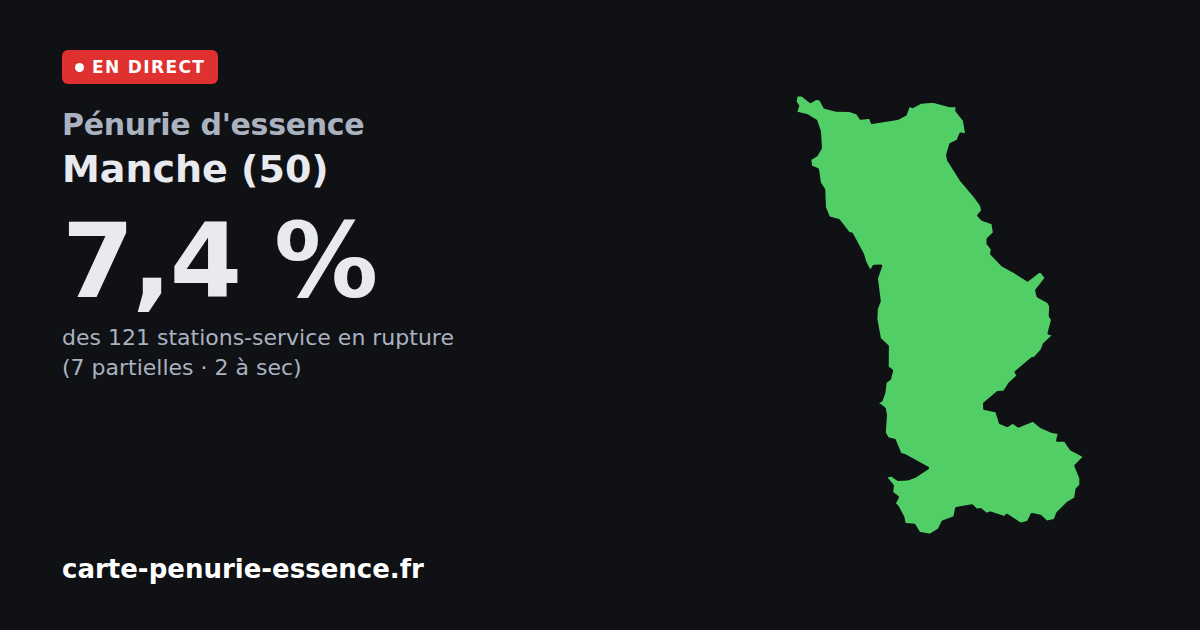 EN DIRECT
Pénurie d'essence
Manche (50)
7,4 %
des 121 stations-service en rupture
(7 partielles · 2 à sec)
carte-penurie-essence.fr